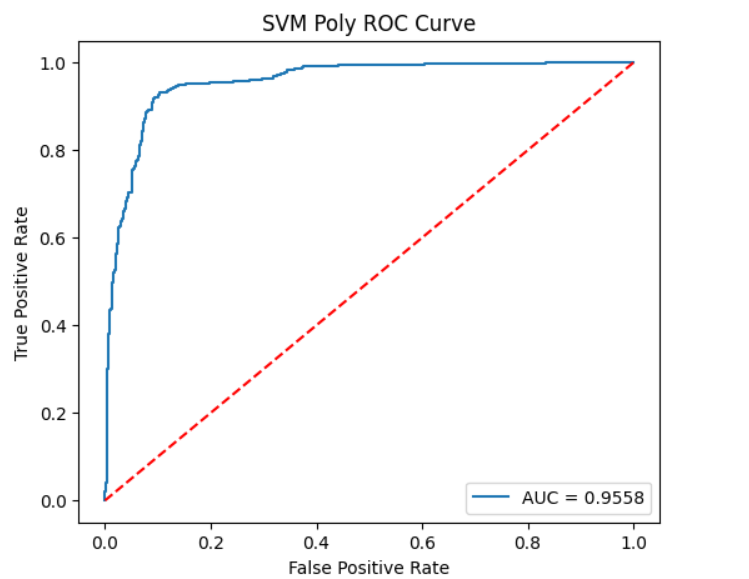 SVM Poly ROC Curve
1.0
0.8
0.6
0.4
0.2
0.0
True Positive Rate
AUC = 0.9558
0.0 0.2 0.4 0.6 0.8 1.0
False Positive Rate